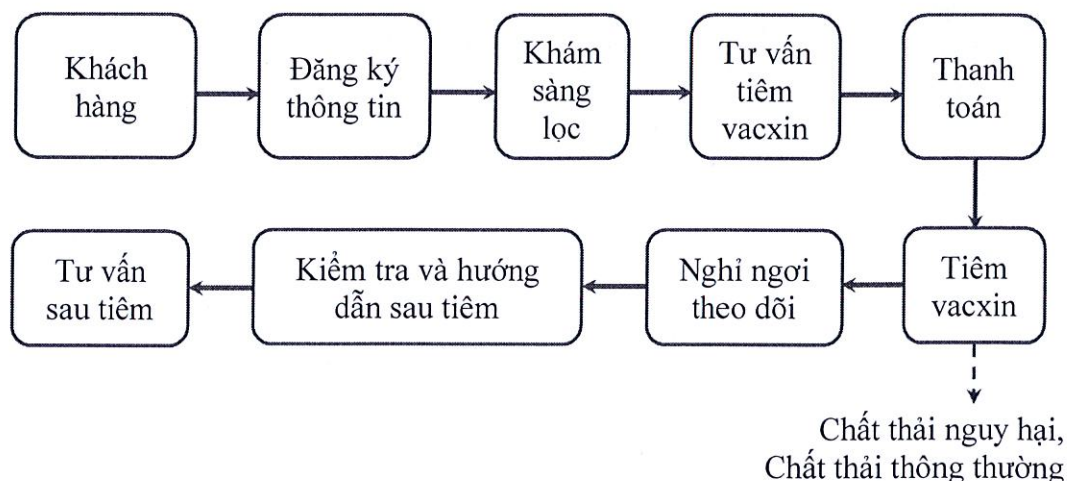 Khách
hàng
Đăng ký
thông tin
Khám
sàng
lọc
Tư vấn
tiêm
vacxin
Thanh
toán
Tiêm
vacxin
Nghỉ ngơi
theo dõi
Kiểm tra và hướng
dẫn sau tiêm
Tư vấn
sau tiêm
Chất thải nguy hại,
Chất thải thông thường